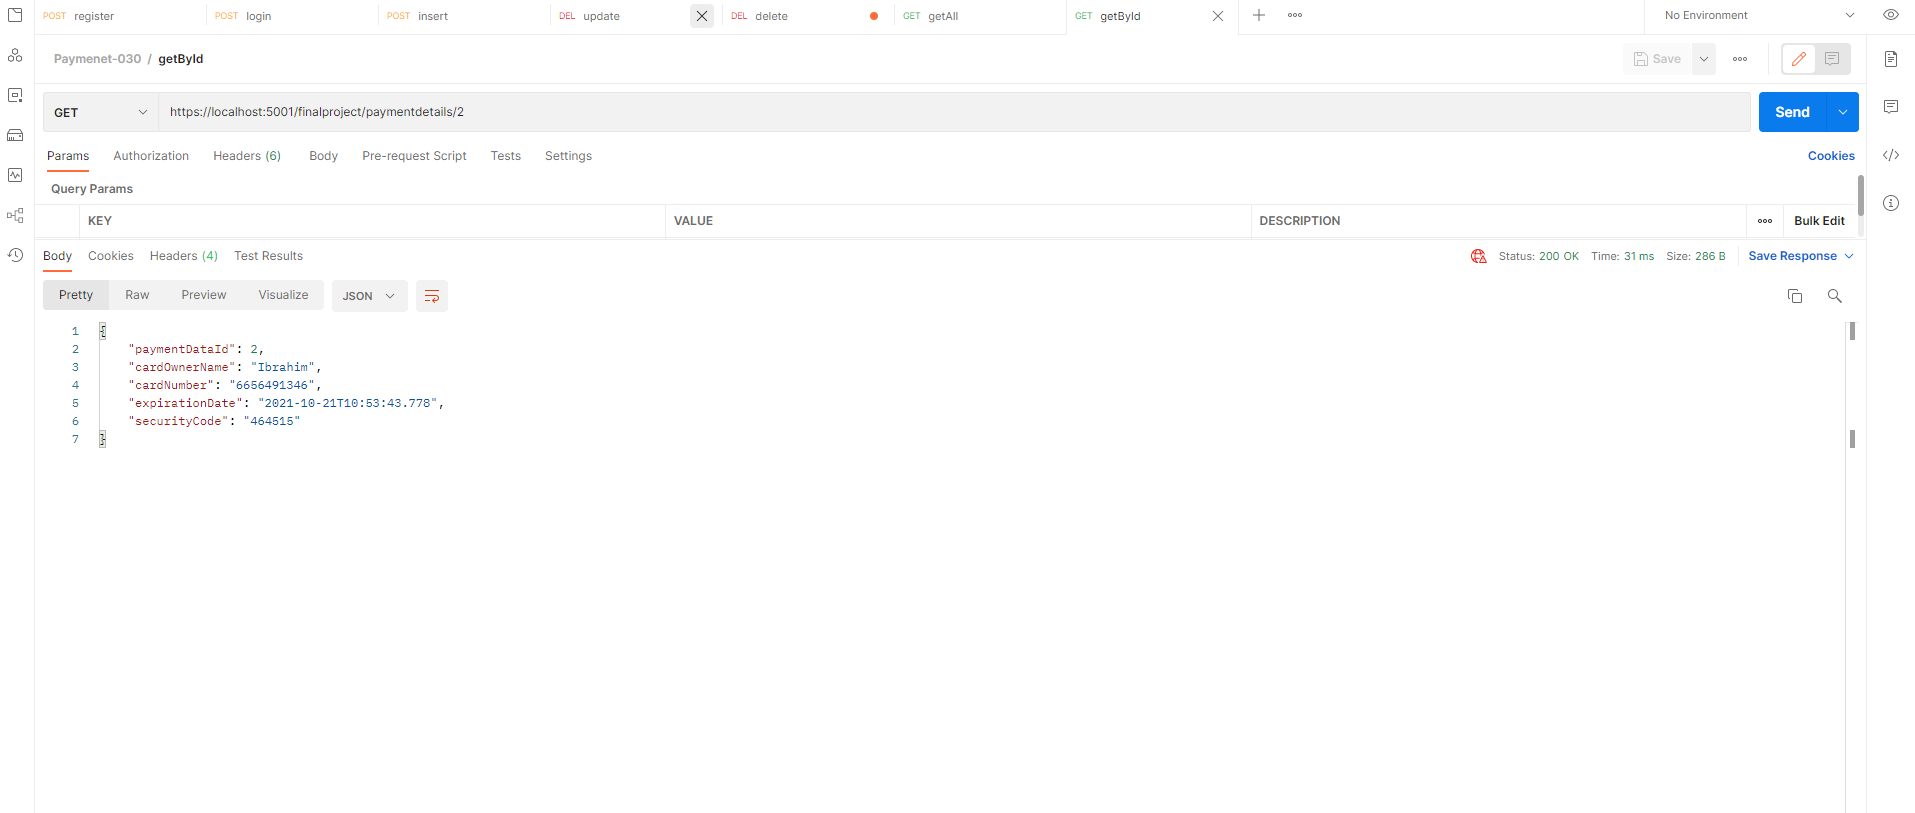 POST register POST login POST insert DEL update DEL delete GET getAll GET getById No Environment
Paymenet-030 / getById Save
GET https://localhost:5001/finalproject/paymentdetails/2 Send
Params Authorization Headers (6) Body Pre-request Script Tests Settings Cookies
Query Params
KEY VALUE DESCRIPTION Bulk Edit
Body Cookies Headers (4) Test Results Status: 200 OK Time: 31 ms Size: 286 B Save Response
Pretty Raw Preview Visualize JSON
1 {
2 "paymentDataId": 2,
3 "cardOwnerName": "Ibrahim",
4 "cardNumber": "6656491346",
5 "expirationDate": "2021-10-21T10:53:43.778",
6 "securityCode": "464515"
7 }